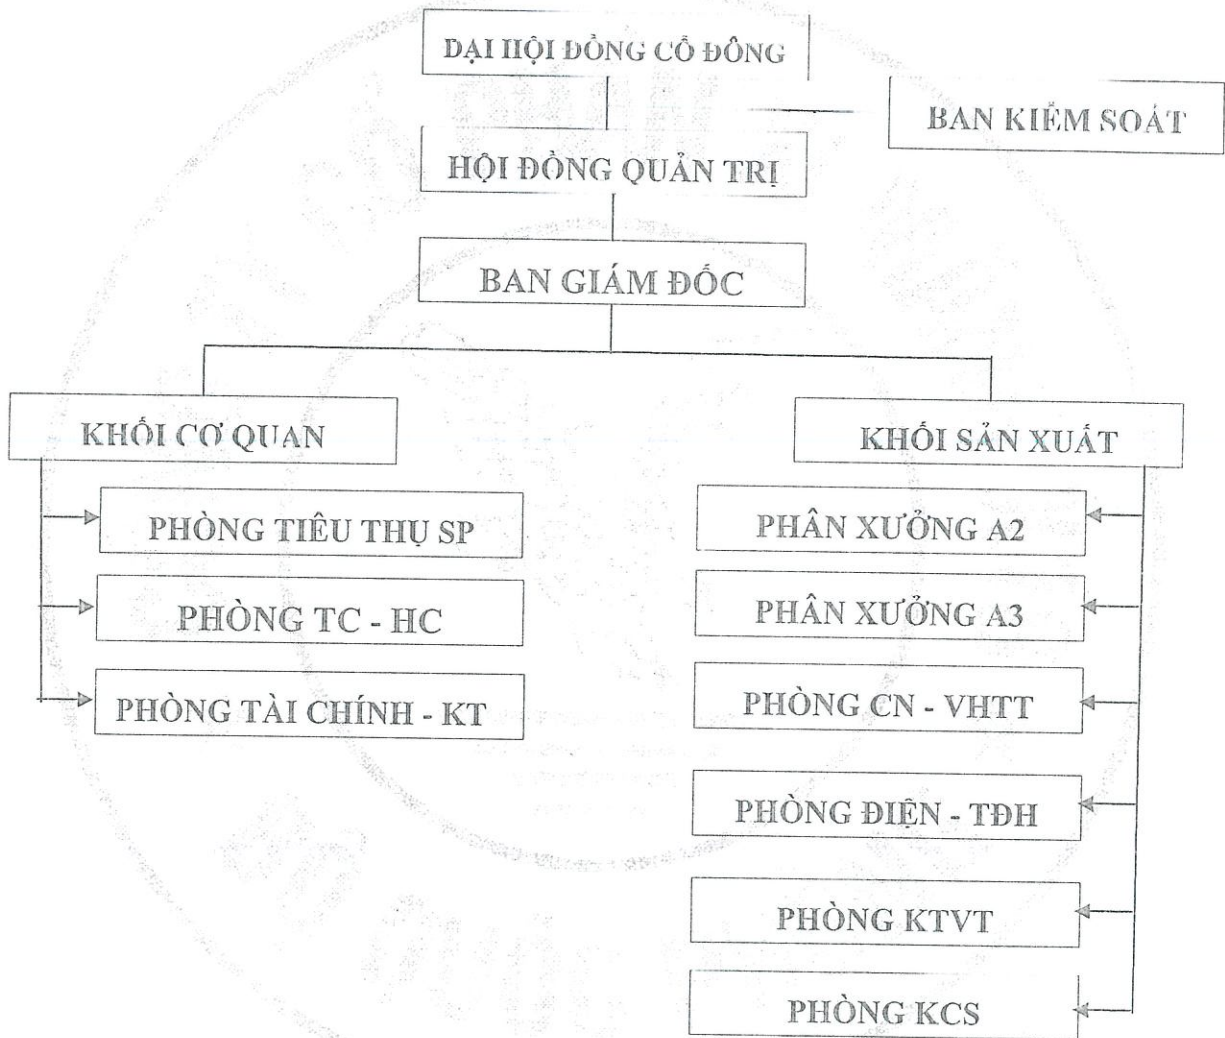 ĐẠI HỘI ĐỒNG CỔ ĐÔNG
BAN KIỂM SOÁT
HỘI ĐỒNG QUẢN TRỊ
BAN GIÁM ĐỐC
KHỐI CƠ QUAN
KHỐI SẢN XUẤT
PHÒNG TIÊU THỤ SP
PHÂN XƯỞNG A2
PHÒNG TC - HC
PHÂN XƯỞNG A3
PHÒNG TÀI CHÍNH - KT
PHÒNG CN - VHTT
PHÒNG ĐIỆN - TĐH
PHÒNG KTVT
PHÒNG KCS